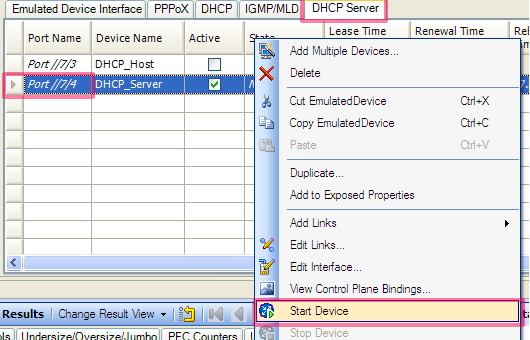 Emulated Device Interface PPPoX DHCP IGMP/MLD DHCP Server
Port Name Device Name Active State Lease Time Renewal Time
Port //7/3 DHCP_Host
Port //7/4 DHCP_Server
Add Multiple Devices...
Delete
Cut EmulatedDevice Ctrl+X
Copy EmulatedDevice Ctrl+C
Paste Ctrl+V
Duplicate...
Add to Exposed Properties
Add Links
Edit Links...
Edit Interface...
View Control Plane Bindings...
Results Change Result View
Start Device
Undersize/Oversize/Jumbo PFC Counters
Stop Device